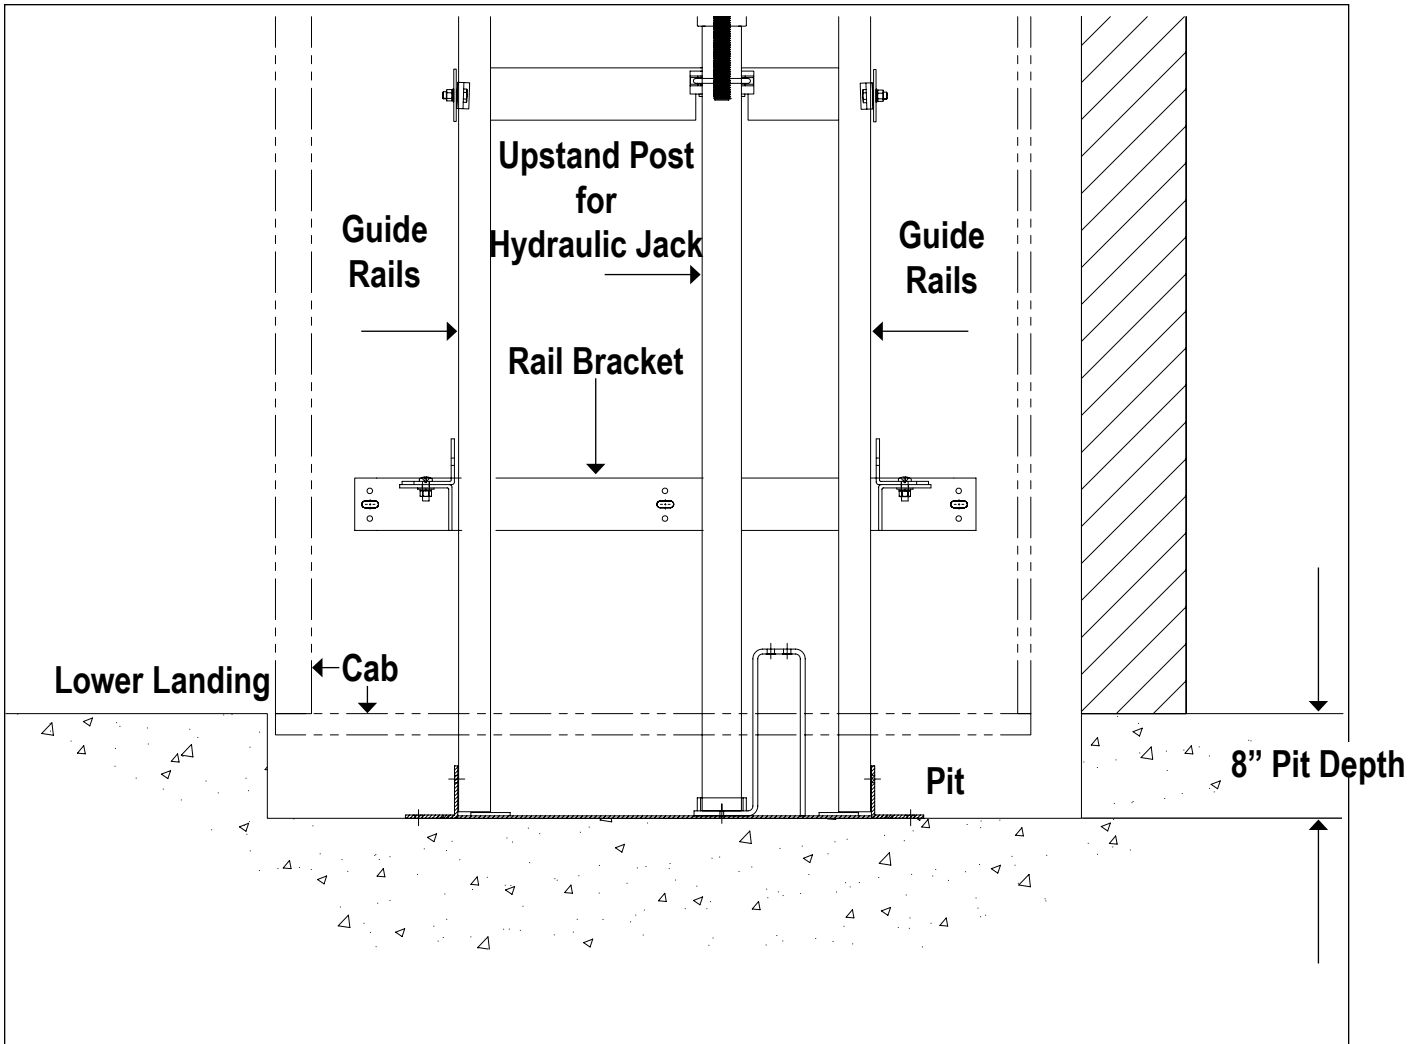 Upstand Post
for
Hydraulic Jack
Guide
Rails
Guide
Rails
Rail Bracket
Lower Landing
Cab
Pit
8” Pit Depth